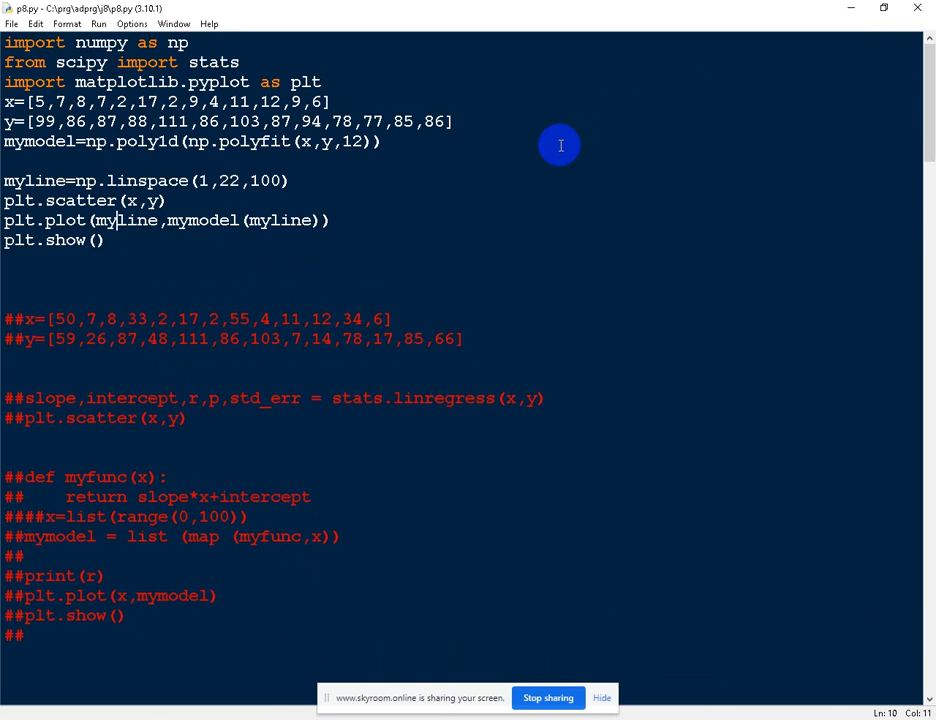 p8.py - C:\prg\adprg\j8\p8.py (3.10.1)
File Edit Format Run Options Window Help
import numpy as np
from scipy import stats
import matplotlib.pyplot as plt
x=[5,7,8,7,2,17,2,9,4,11,12,9,6]
y=[99,86,87,88,111,86,103,87,94,78,77,85,86]
mymodel=np.poly1d(np.polyfit(x,y,12))
myline=np.linspace(1,22,100)
plt.scatter(x,y)
plt.plot(myline,mymodel(myline))
plt.show()
##x=[50,7,8,33,2,17,2,55,4,11,12,34,6]
##y=[59,26,87,48,111,86,103,7,14,78,17,85,66]
##slope,intercept,r,p,std_err = stats.linregress(x,y)
##plt.scatter(x,y)
##def myfunc(x):
##    return slope*x+intercept
####x=list(range(0,100))
##mymodel = list (map (myfunc,x))
##
##print(r)
##plt.plot(x,mymodel)
##plt.show()
##
www.skyroom.online is sharing your screen. Stop sharing Hide
Ln: 10 Col: 11